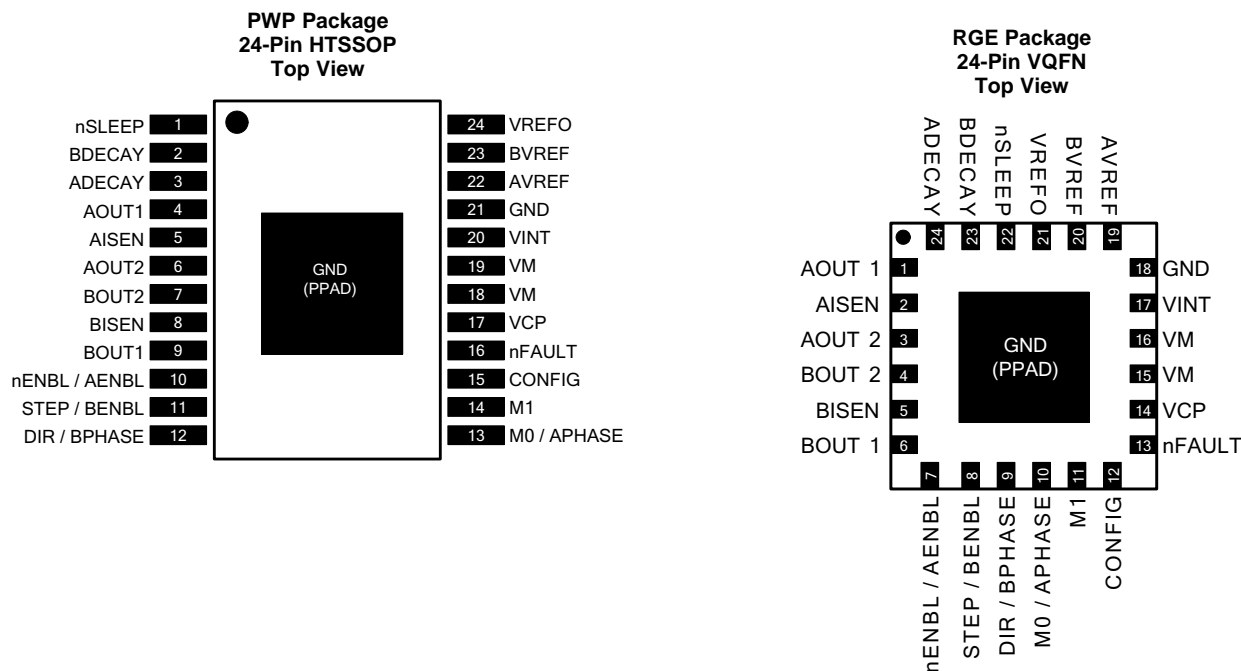 PWP Package
24-Pin HTSSOP
Top View
nSLEEP 1
BDECAY 2
ADECAY 3
AOUT1 4
AISEN 5
AOUT2 6
BOUT2 7
BISEN 8
BOUT1 9
nENBL / AENBL 10
STEP / BENBL 11
DIR / BPHASE 12
GND
(PPAD)
24 VREFO
23 BVREF
22 AVREF
21 GND
20 VINT
19 VM
18 VM
17 VCP
16 nFAULT
15 CONFIG
14 M1
13 M0 / APHASE
RGE Package
24-Pin VQFN
Top View
ADECAY 24
BDECAY 23
nSLEEP 22
VREFO 21
BVREF 20
AVREF 19
AOUT 1 1
AISEN 2
AOUT 2 3
BOUT 2 4
BISEN 5
BOUT 1 6
GND
(PPAD)
18 GND
17 VINT
16 VM
15 VM
14 VCP
13 nFAULT
7 nENBL / AENBL
8 STEP / BENBL
9 DIR / BPHASE
10 M0 / APHASE
11 M1
12 CONFIG